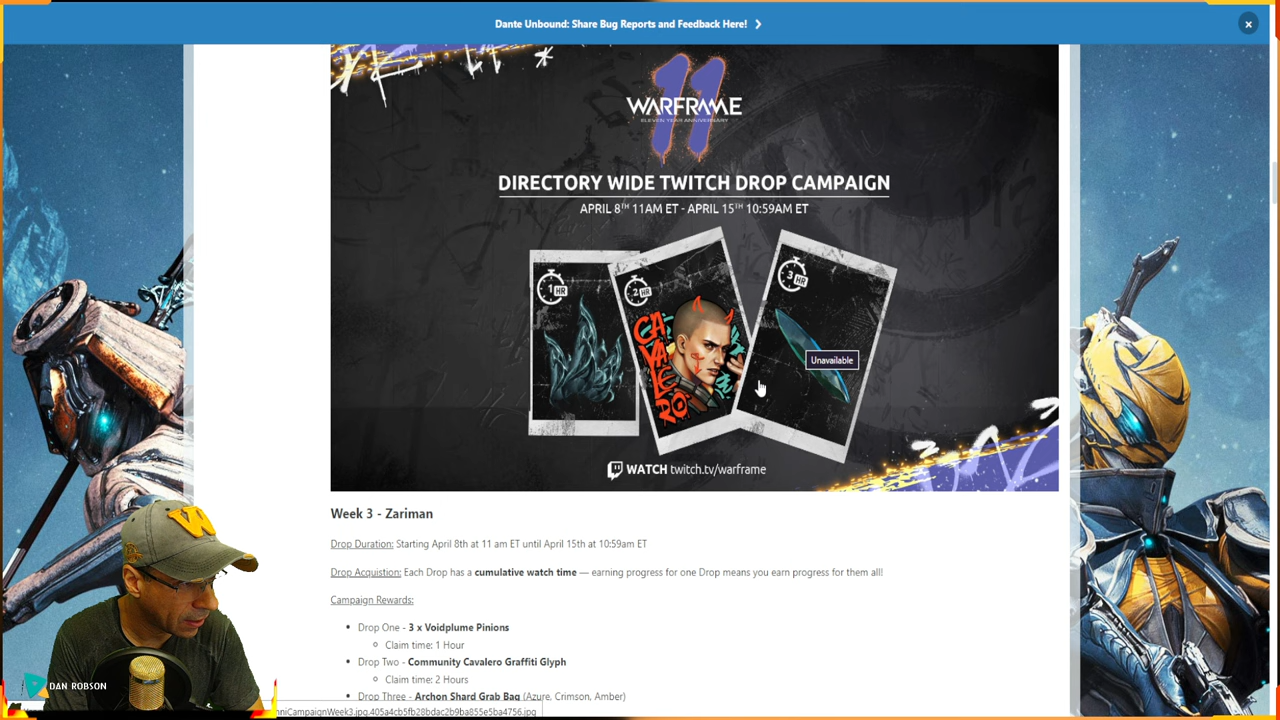 Dante Unbound: Share Bug Reports and Feedback Here!
11
WARFRAME
ELEVEN YEAR ANNIVERSARY
DIRECTORY WIDE TWITCH DROP CAMPAIGN
APRIL 8TH 11AM ET - APRIL 15TH 10:59AM ET
1 HR
2 HR
3 HR
CAVALERO
Unavailable
WATCH twitch.tv/warframe
Week 3 - Zariman
Drop Duration: Starting April 8th at 11 am ET until April 15th at 10:59am ET
Drop Acquistion: Each Drop has a cumulative watch time — earning progress for one Drop means you earn progress for them all!
Campaign Rewards:
Drop One - 3 x Voidplume Pinions
Claim time: 1 Hour
Drop Two - Community Cavalero Graffiti Glyph
Claim time: 2 Hours
Drop Three - Archon Shard Grab Bag (Azure, Crimson, Amber)
W
DAN ROBSON
niCampaignWeek3.jpg.405a4cb5fb28bdac2b9ba855e5ba4756.jpg